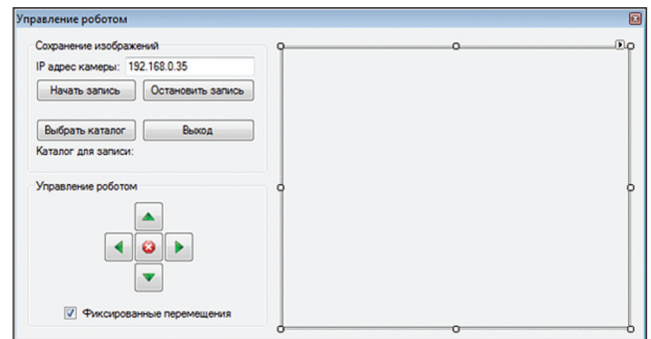 Управление роботом
Сохранение изображений
IP адрес камеры: 192.168.0.35
Начать запись Остановить запись
Выбрать каталог Выход
Каталог для записи:
Управление роботом
Фиксированные перемещения